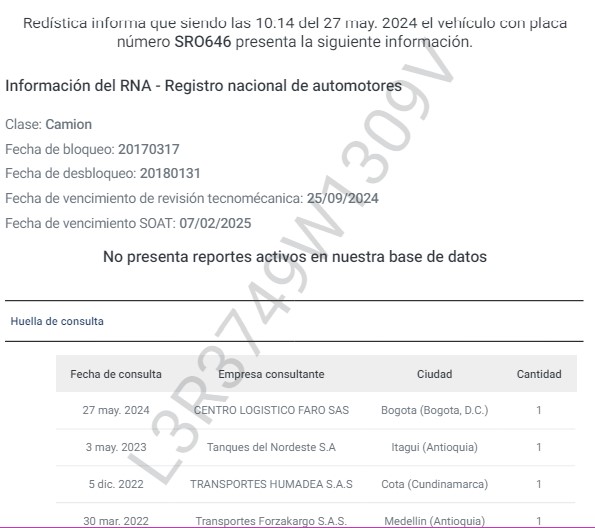 Redística informa que siendo las 10.14 del 27 may. 2024 el vehículo con placa
número SRO646 presenta la siguiente información.
Información del RNA - Registro nacional de automotores
Clase: Camion
Fecha de bloqueo: 20170317
Fecha de desbloqueo: 20180131
Fecha de vencimiento de revisión tecnomécanica: 25/09/2024
Fecha de vencimiento SOAT: 07/02/2025
No presenta reportes activos en nuestra base de datos
L3R3749W1309V
Huella de consulta
Fecha de consulta Empresa consultante Ciudad Cantidad
27 may. 2024 CENTRO LOGISTICO FARO SAS Bogota (Bogota, D.C.) 1
3 may. 2023 Tanques del Nordeste S.A Itagui (Antioquia) 1
5 dic. 2022 TRANSPORTES HUMADEA S.A.S Cota (Cundinamarca) 1
30 mar. 2022 Transportes Forzakargo S.A.S. Medellin (Antioquia) 1